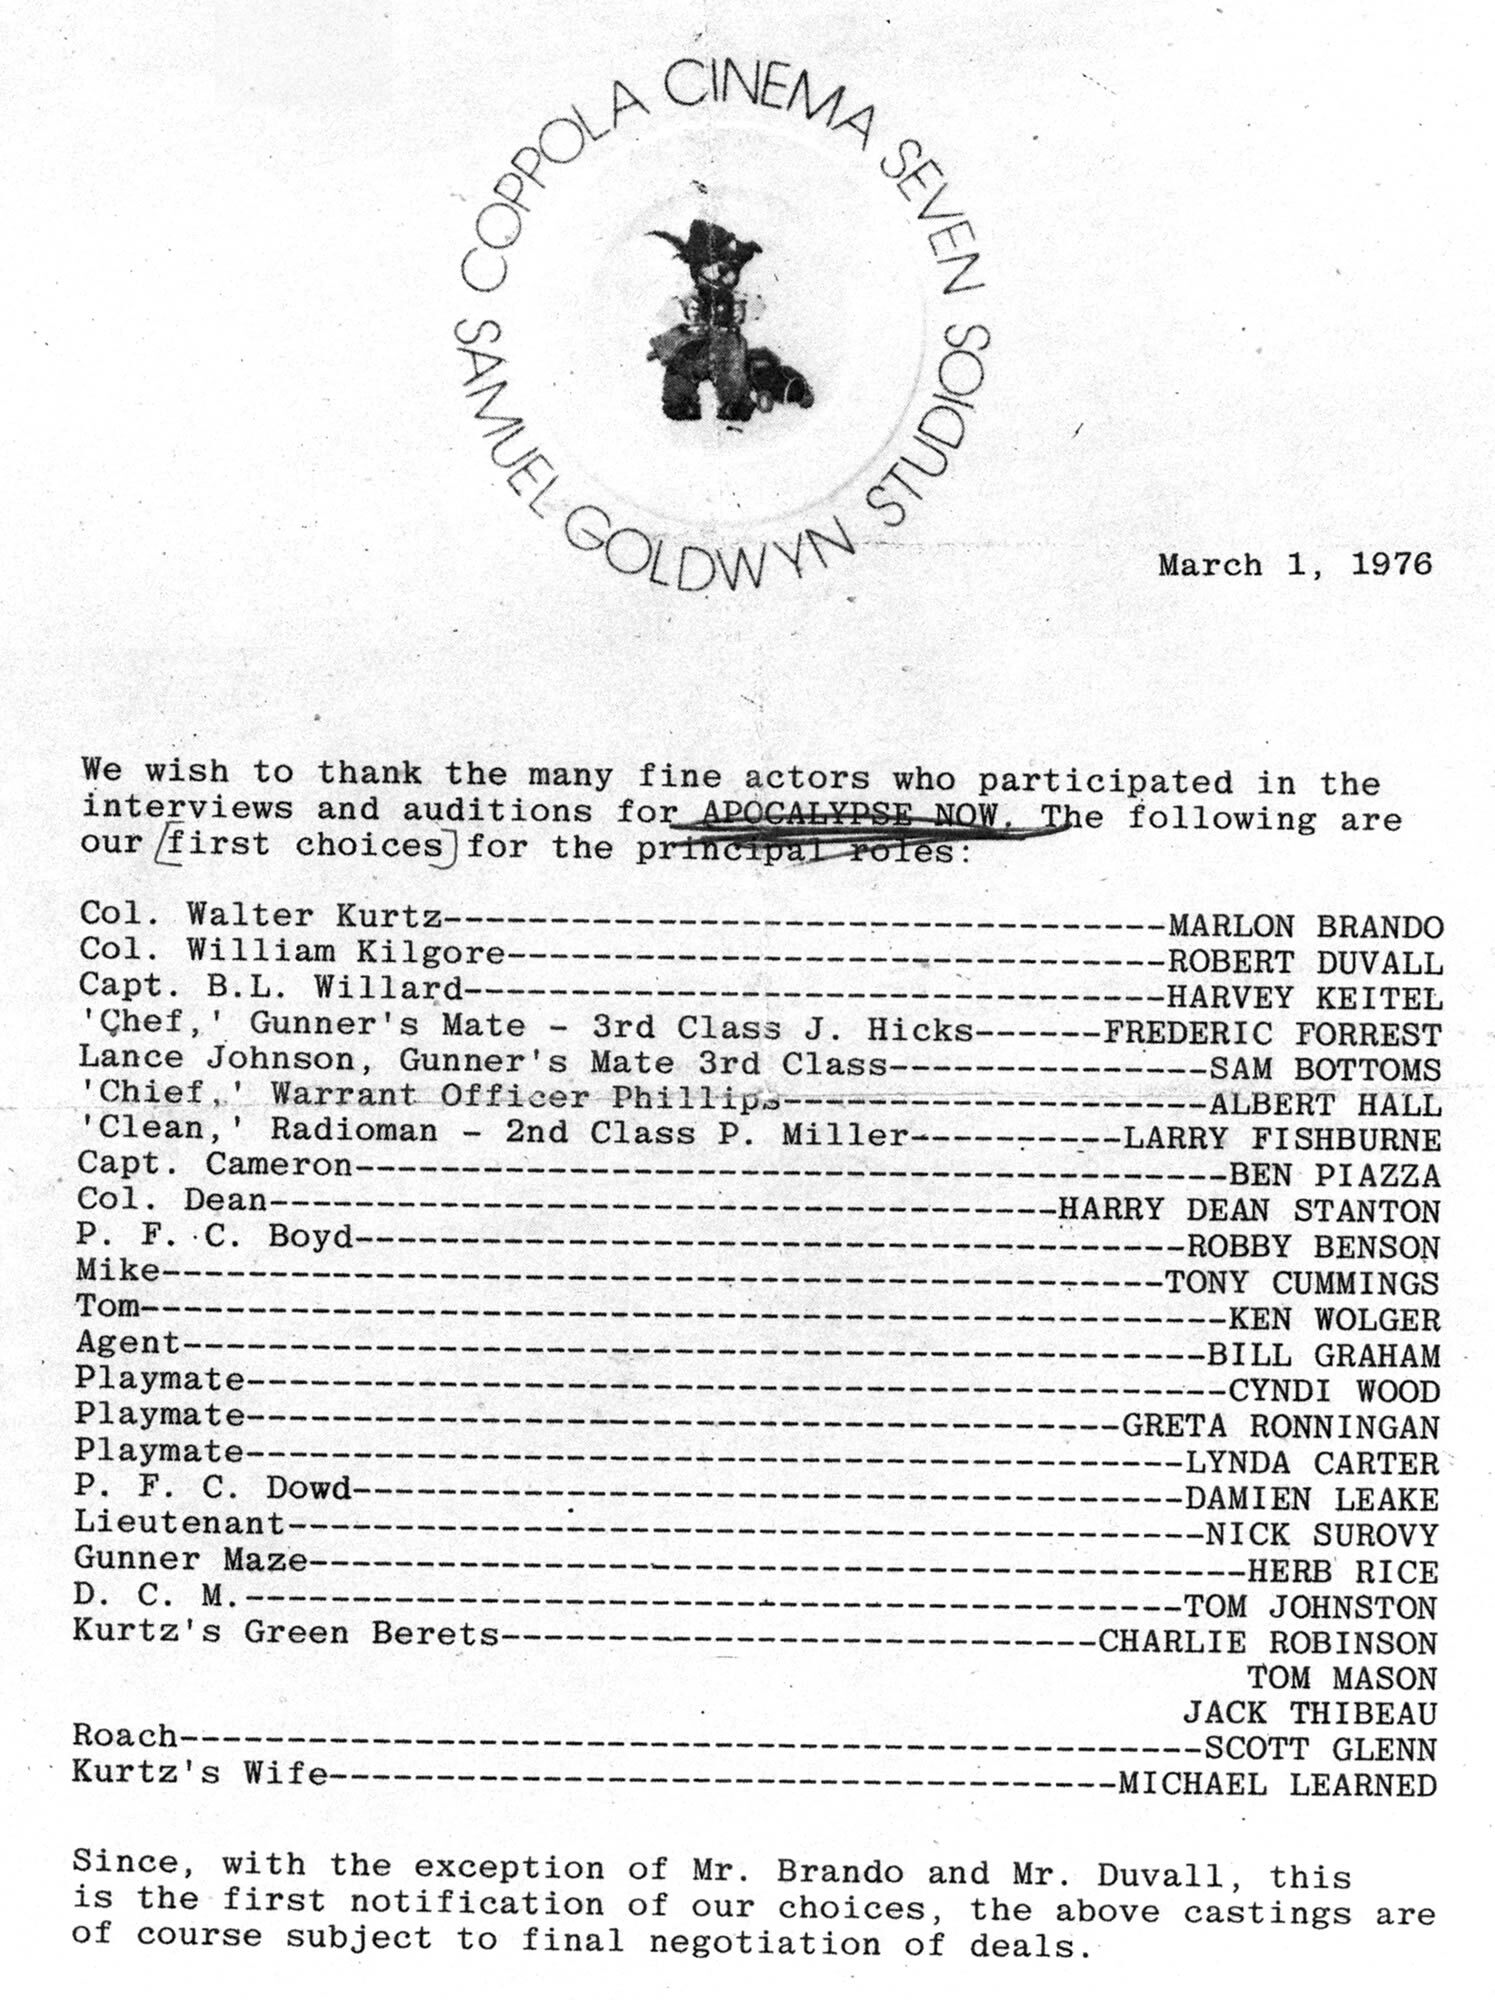 COPPOLA CINEMA SEVEN
SAMUEL GOLDWYN STUDIOS
March 1, 1976
We wish to thank the many fine actors who participated in the
interviews and auditions for APOCALYPSE NOW. The following are
our [first choices] for the principal roles:
Col. Walter Kurtz----------------------------------MARLON BRANDO
Col. William Kilgore-------------------------------ROBERT DUVALL
Capt. B.L. Willard---------------------------------HARVEY KEITEL
'Chef,' Gunner's Mate - 3rd Class J. Hicks------FREDERIC FORREST
Lance Johnson, Gunner's Mate 3rd Class---------------SAM BOTTOMS
'Chief,' Warrant Officer Phillips--------------------ALBERT HALL
'Clean,' Radioman - 2nd Class P. Miller----------LARRY FISHBURNE
Capt. Cameron-----------------------------------------BEN PIAZZA
Col. Dean-------------------------------------HARRY DEAN STANTON
P. F. C. Boyd---------------------------------------ROBBY BENSON
Mike-----------------------------------------------TONY CUMMINGS
Tom---------------------------------------------------KEN WOLGER
Agent------------------------------------------------BILL GRAHAM
Playmate----------------------------------------------CYNDI WOOD
Playmate-----------------------------------------GRETA RONNINGAN
Playmate--------------------------------------------LYNDA CARTER
P. F. C. Dowd---------------------------------------DAMIEN LEAKE
Lieutenant-------------------------------------------NICK SUROVY
Gunner Maze--------------------------------------------HERB RICE
D. C. M.--------------------------------------------TOM JOHNSTON
Kurtz's Green Berets----------------------------CHARLIE ROBINSON
TOM MASON
JACK THIBEAU
Roach------------------------------------------------SCOTT GLENN
Kurtz's Wife-------------------------------------MICHAEL LEARNED
Since, with the exception of Mr. Brando and Mr. Duvall, this
is the first notification of our choices, the above castings are
of course subject to final negotiation of deals.